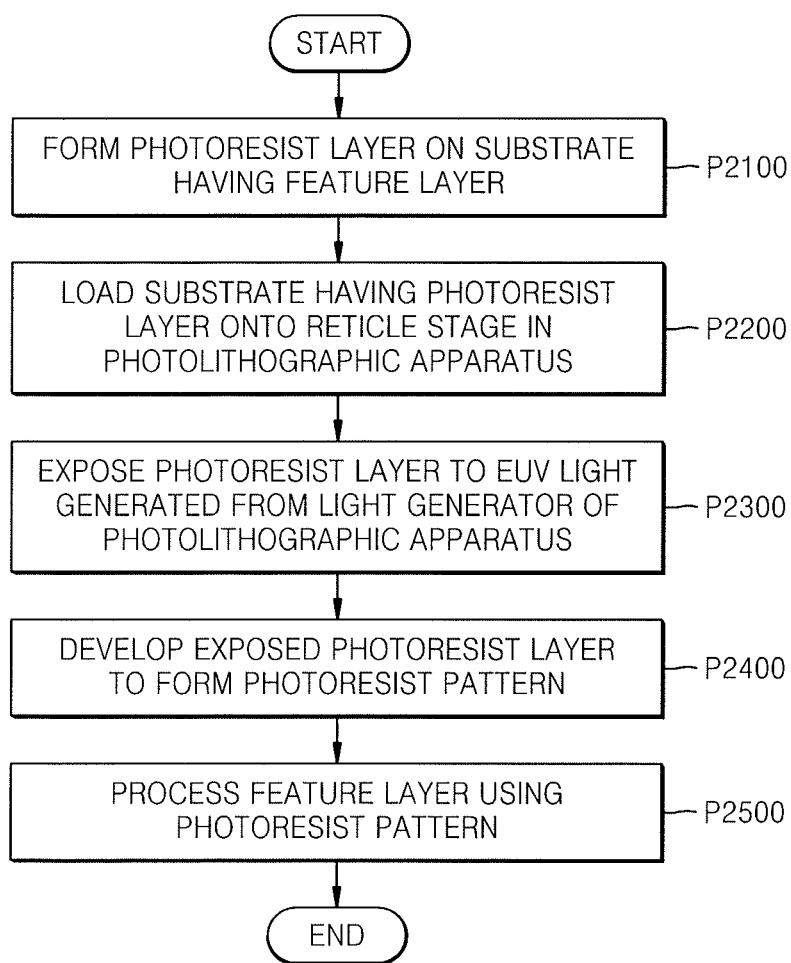 START
FORM PHOTORESIST LAYER ON SUBSTRATE
HAVING FEATURE LAYER
P2100
LOAD SUBSTRATE HAVING PHOTORESIST
LAYER ONTO RETICLE STAGE IN
PHOTOLITHOGRAPHIC APPARATUS
P2200
EXPOSE PHOTORESIST LAYER TO EUV LIGHT
GENERATED FROM LIGHT GENERATOR OF
PHOTOLITHOGRAPHIC APPARATUS
P2300
DEVELOP EXPOSED PHOTORESIST LAYER
TO FORM PHOTORESIST PATTERN
P2400
PROCESS FEATURE LAYER USING
PHOTORESIST PATTERN
P2500
END